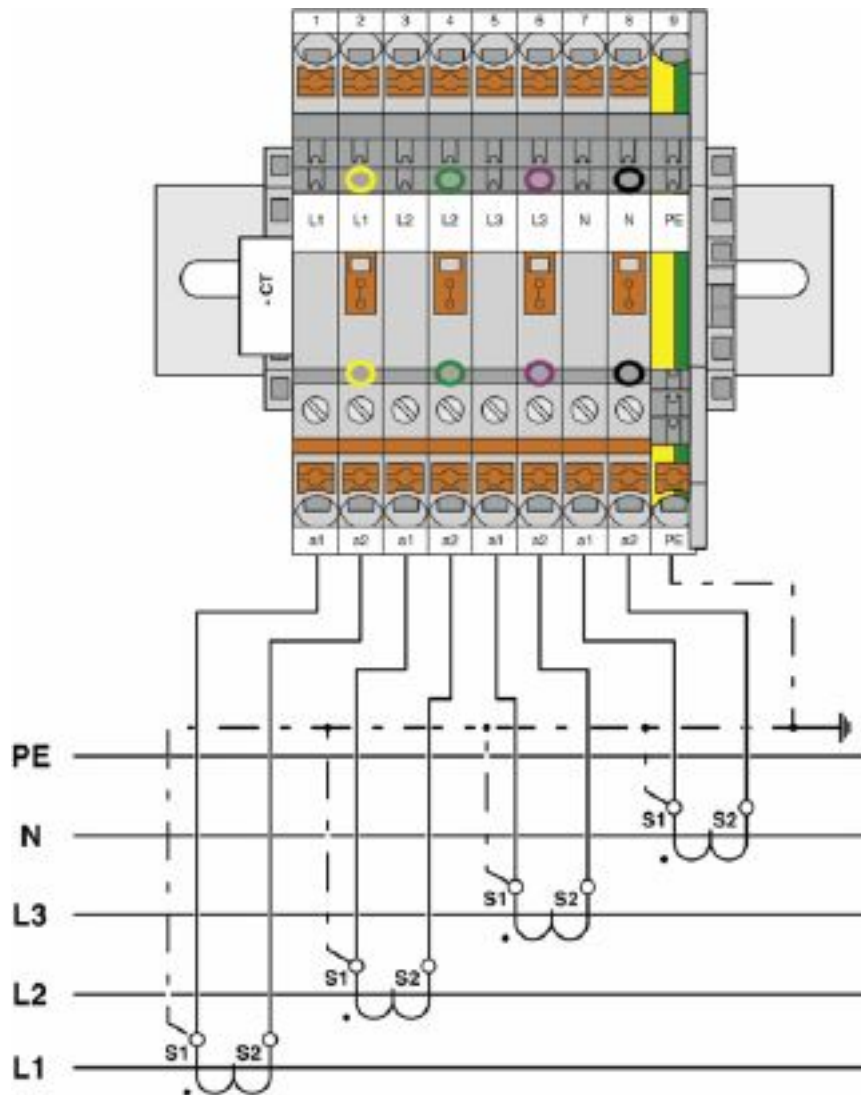 1 2 3 4 5 6 7 8 9
L1 L1 L2 L2 L3 L3 N N PE
- CT
a1 a2 a1 a2 a1 a2 a1 a2 PE
PE
S1 S2
N
S1 S2
L3
S1 S2
L2
S1 S2
L1